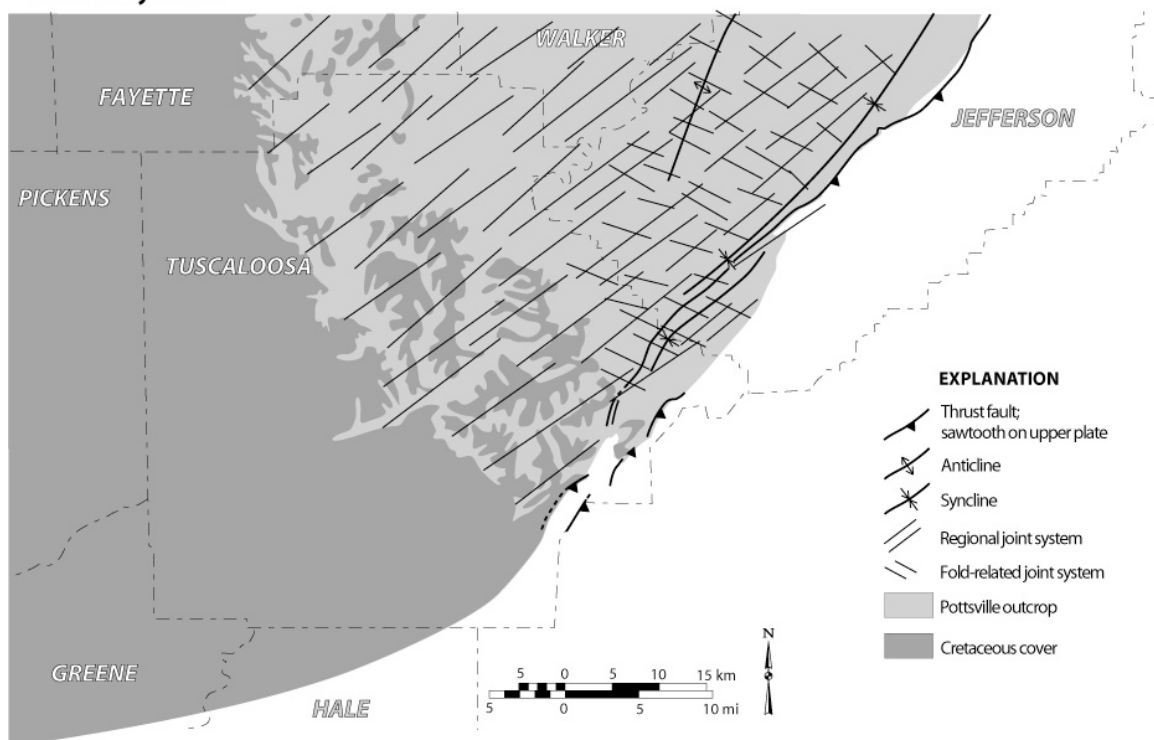 WALKER
FAYETTE
JEFFERSON
PICKENS
TUSCALOOSA
EXPLANATION
Thrust fault;
sawtooth on upper plate
Anticline
Syncline
Regional joint system
Fold-related joint system
Pottsville outcrop
Cretaceous cover
GREENE
HALE
N
5 0 5 10 15 km
5 0 5 10 mi